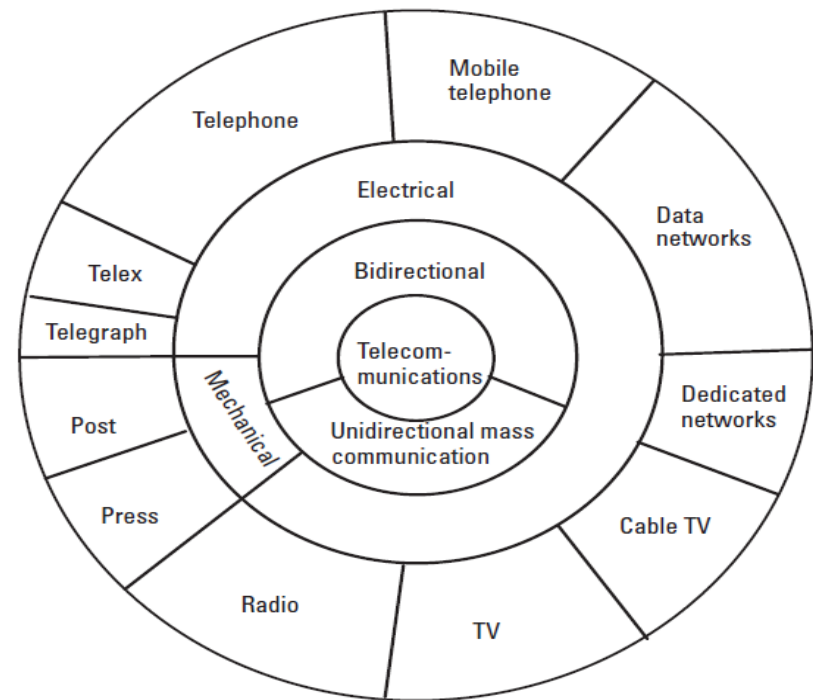 Mobile
telephone
Telephone
Electrical
Data
networks
Bidirectional
Telex
Telegraph
Telecom-
munications
Mechanical
Dedicated
networks
Post
Unidirectional mass
communication
Press
Cable TV
Radio
TV